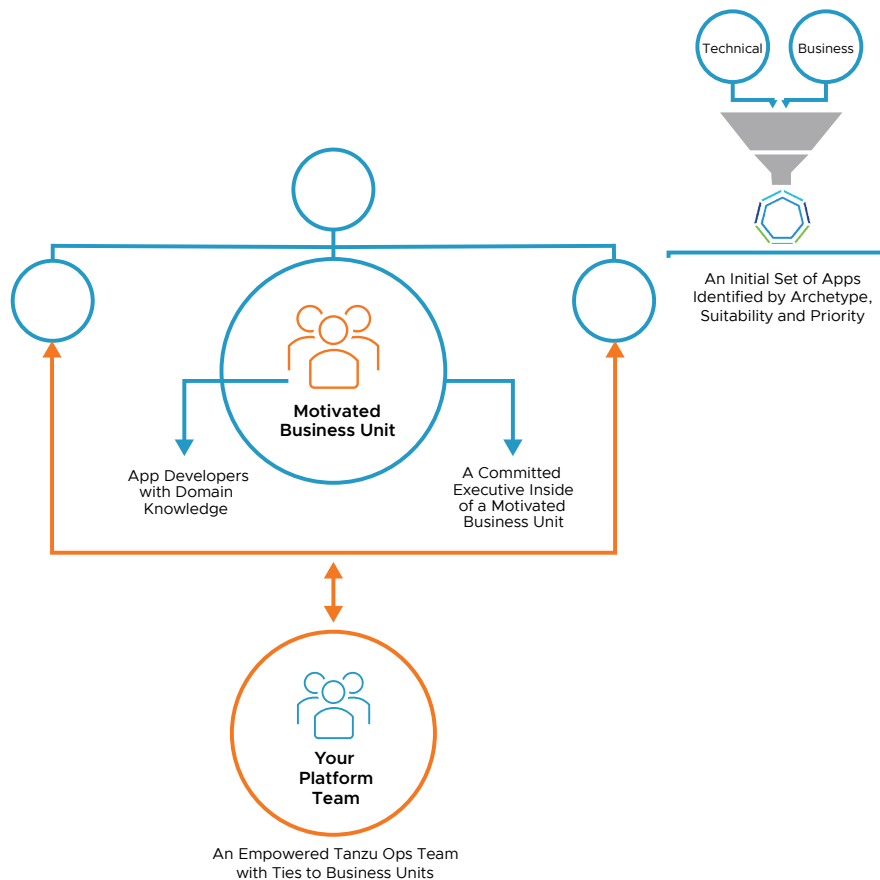 Technical
Business
An Initial Set of Apps
Identified by Archetype,
Suitability and Priority
Motivated
Business Unit
App Developers
with Domain
Knowledge
A Committed
Executive Inside
of a Motivated
Business Unit
Your
Platform
Team
An Empowered Tanzu Ops Team
with Ties to Business Units